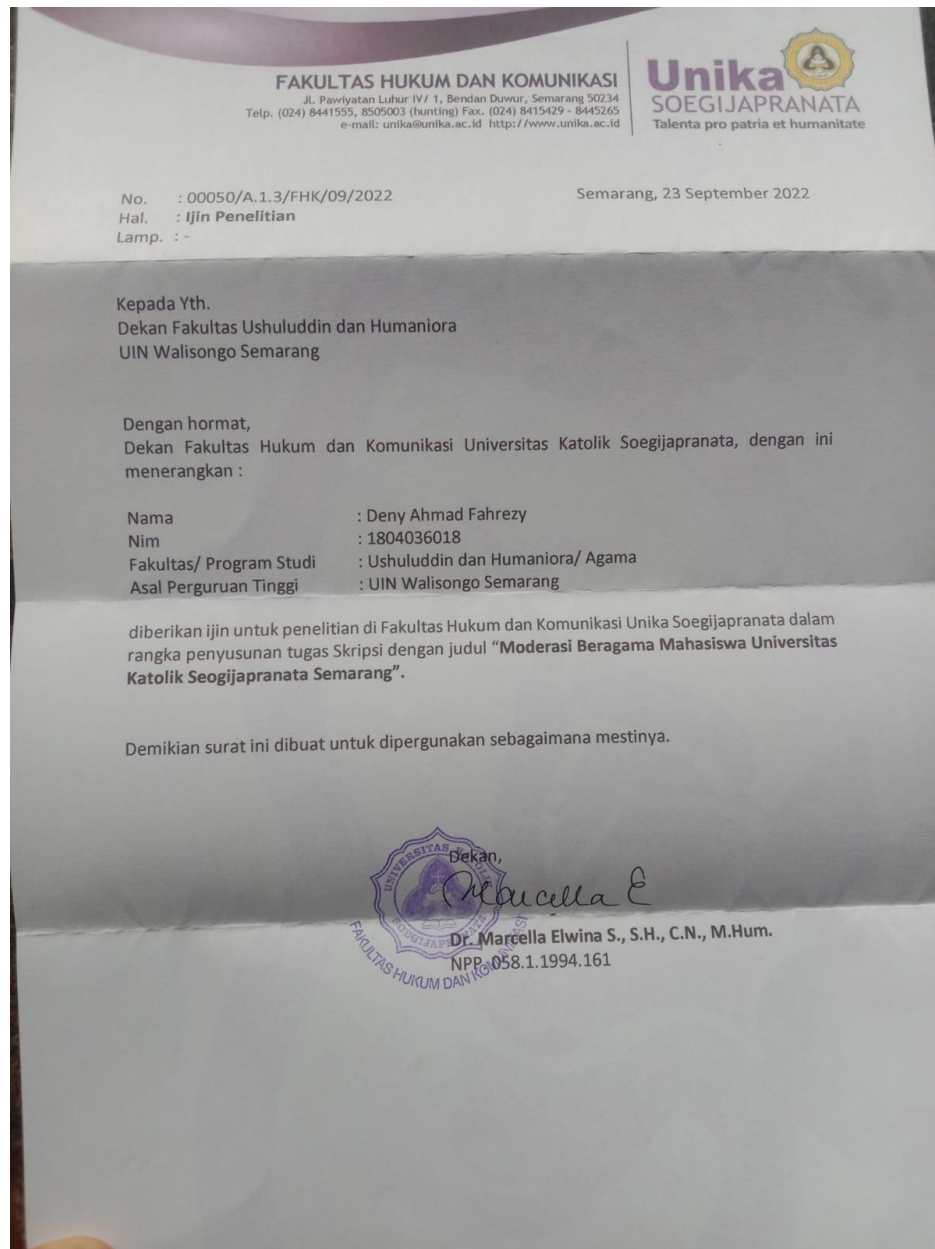 FAKULTAS HUKUM DAN KOMUNIKASI
Jl. Pawiyatan Luhur IV/ 1, Bendan Duwur, Semarang 50234
Telp. (024) 8441555, 8505003 (hunting) Fax. (024) 8415429 - 8445265
e-mail: unika@unika.ac.id http://www.unika.ac.id
Unika
SOEGIJAPRANATA
Talenta pro patria et humanitate
No. : 00050/A.1.3/FHK/09/2022
Semarang, 23 September 2022
Hal. : Ijin Penelitian
Lamp. : -
Kepada Yth.
Dekan Fakultas Ushuluddin dan Humaniora
UIN Walisongo Semarang
Dengan hormat,
Dekan Fakultas Hukum dan Komunikasi Universitas Katolik Soegijapranata, dengan ini
menerangkan :
Nama : Deny Ahmad Fahrezy
Nim : 1804036018
Fakultas/ Program Studi : Ushuluddin dan Humaniora/ Agama
Asal Perguruan Tinggi : UIN Walisongo Semarang
diberikan ijin untuk penelitian di Fakultas Hukum dan Komunikasi Unika Soegijapranata dalam
rangka penyusunan tugas Skripsi dengan judul “Moderasi Beragama Mahasiswa Universitas
Katolik Seogijapranata Semarang”.
Demikian surat ini dibuat untuk dipergunakan sebagaimana mestinya.
Dekan,
Marcella E
UNIVERSITAS KATOLIK
SOEGIJAPRANATA
FAKULTAS HUKUM DAN KOMUNIKASI
Dr. Marcella Elwina S., S.H., C.N., M.Hum.
NPP. 058.1.1994.161